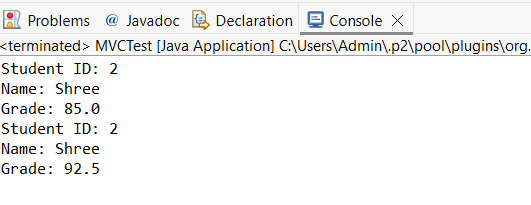 Problems @ Javadoc Declaration Console
<terminated> MVCTest [Java Application] C:\Users\Admin\.p2\pool\plugins\org.
Student ID: 2
Name: Shree
Grade: 85.0
Student ID: 2
Name: Shree
Grade: 92.5